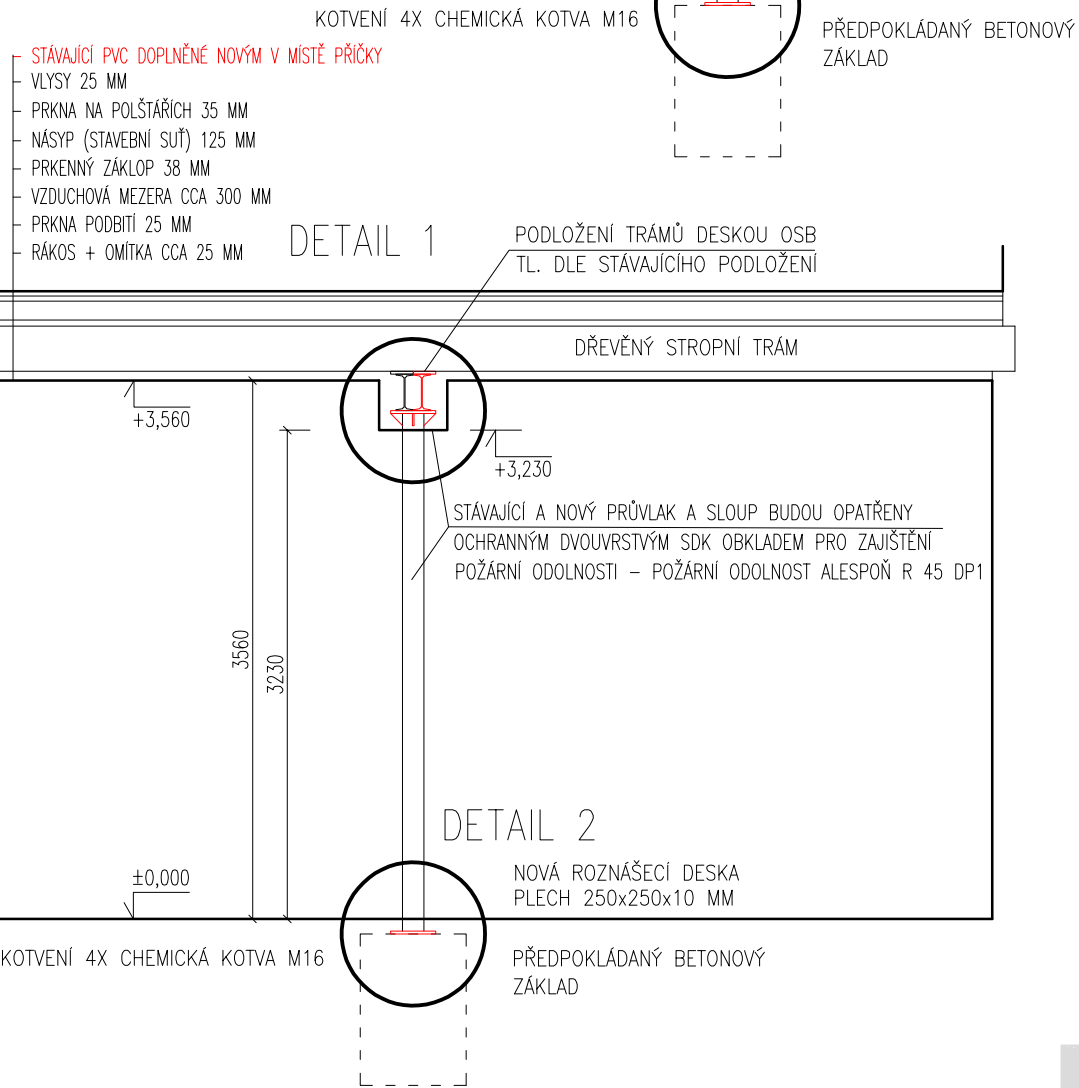 KOTVENÍ 4X CHEMICKÁ KOTVA M16
PŘEDPOKLÁDANÝ BETONOVÝ
ZÁKLAD
STÁVAJÍCÍ PVC DOPLNĚNÉ NOVÝM V MÍSTĚ PŘÍČKY
VLYSY 25 MM
PRKNA NA POLŠTÁŘÍCH 35 MM
NÁSYP (STAVEBNÍ SUŤ) 125 MM
PRKENNÝ ZÁKLOP 38 MM
VZDUCHOVÁ MEZERA CCA 300 MM
PRKNA PODBITÍ 25 MM
RÁKOS + OMÍTKA CCA 25 MM
DETAIL 1
PODLOŽENÍ TRÁMŮ DESKOU OSB
TL. DLE STÁVAJÍCÍHO PODLOŽENÍ
DŘEVĚNÝ STROPNÍ TRÁM
+3,560
+3,230
STÁVAJÍCÍ A NOVÝ PRŮVLAK A SLOUP BUDOU OPATŘENY
OCHRANNÝM DVOUVRSTVÝM SDK OBKLADEM PRO ZAJIŠTĚNÍ
POŽÁRNÍ ODOLNOSTI – POŽÁRNÍ ODOLNOST ALESPOŇ R 45 DP1
3560
3230
DETAIL 2
±0,000
NOVÁ ROZNÁŠECÍ DESKA
PLECH 250x250x10 MM
KOTVENÍ 4X CHEMICKÁ KOTVA M16
PŘEDPOKLÁDANÝ BETONOVÝ
ZÁKLAD